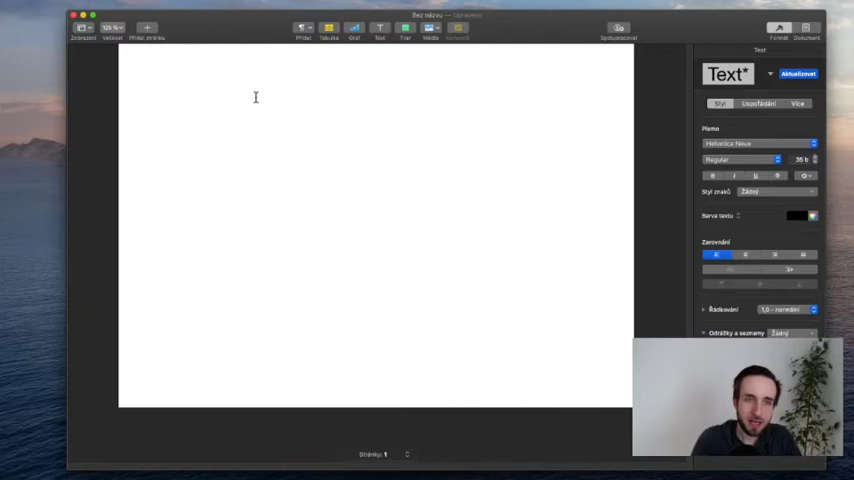 Bez názvu — Upraveno
125 %
Zobrazení Velikost Přidat stránku
Přidat Tabulka Graf Text Tvar Média Komentář
Spolupracovat
Formát Dokument
Text
Text*
Aktualizovat
Styl Uspořádání Více
Písmo
Helvetica Neue
Regular 36 b
B I U S
Styl znaků Žádný
Barva textu
Zarovnání
Řádkování 1,0 – normální
Odrážky a seznamy Žádný
Stránky: 1